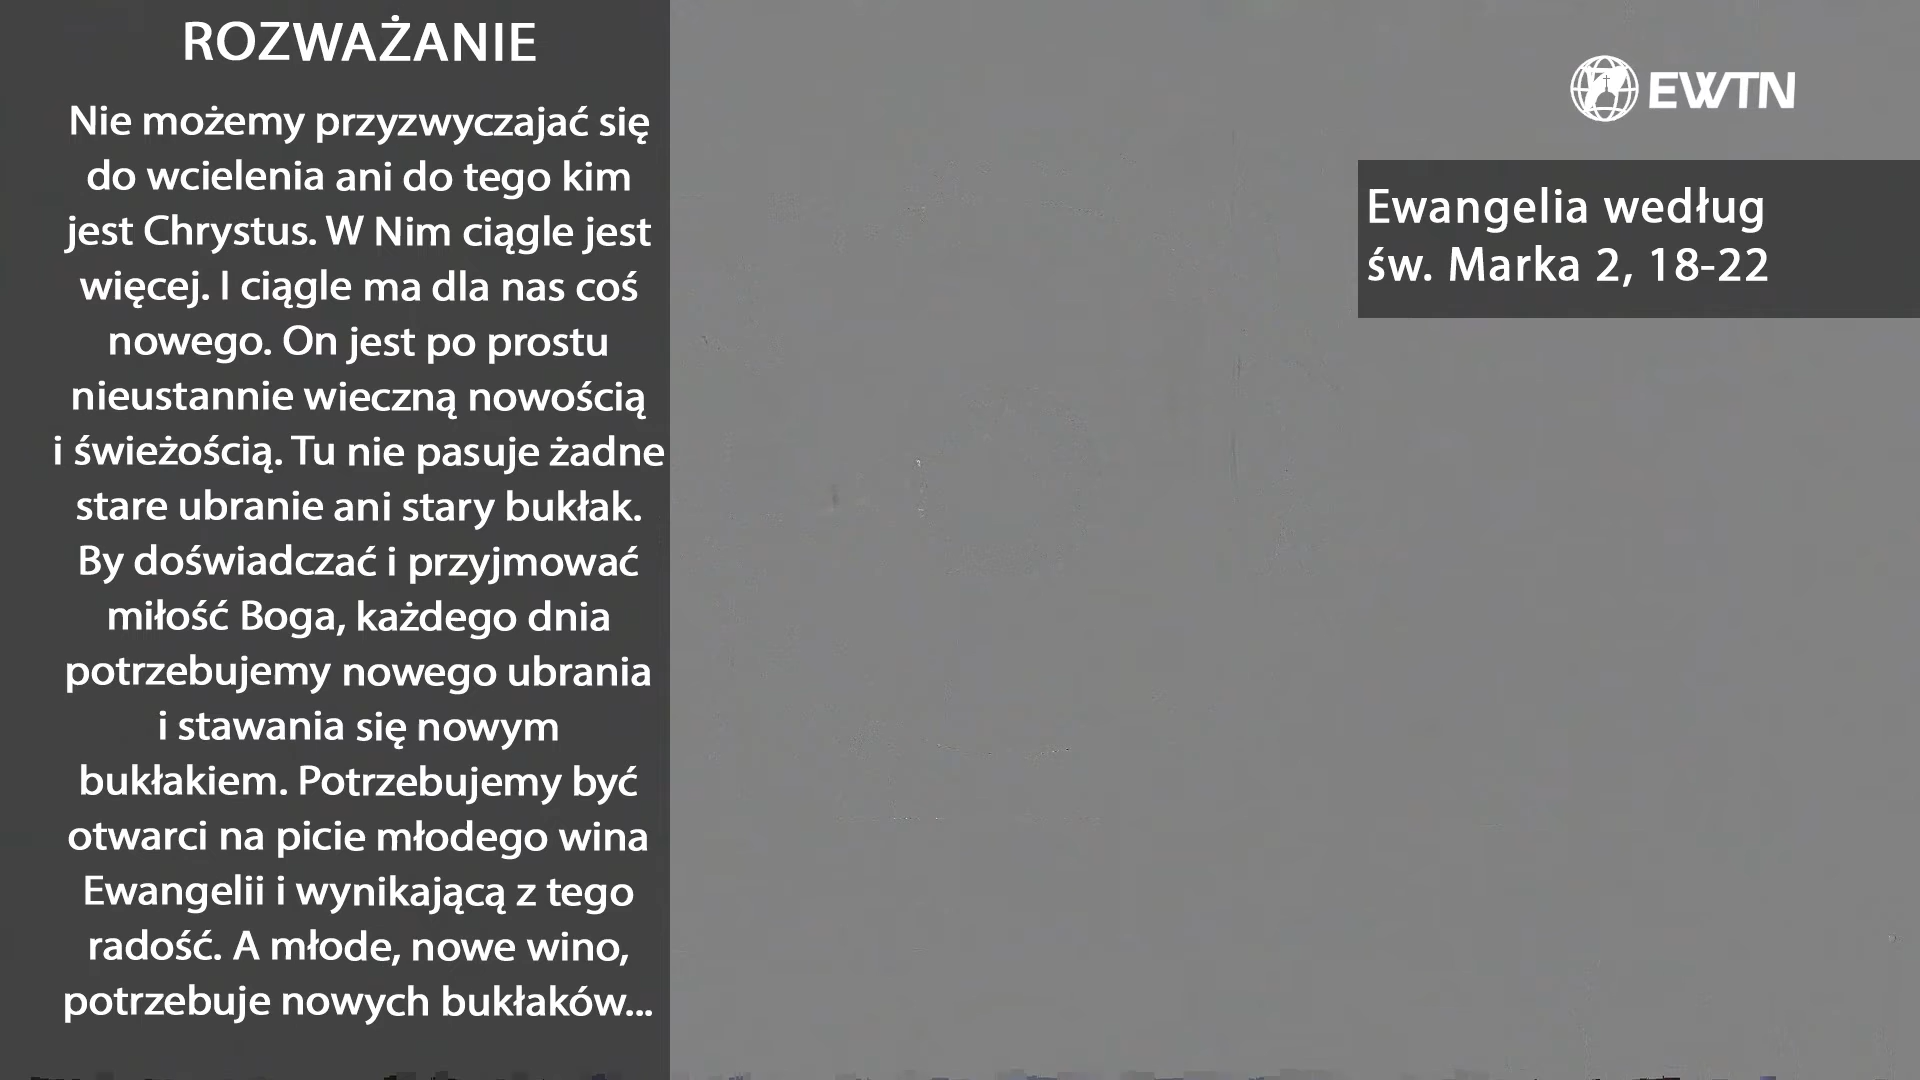 ROZWAŻANIE
Nie możemy przyzwyczajać się
do wcielenia ani do tego kim
jest Chrystus. W Nim ciągle jest
więcej. I ciągle ma dla nas coś
nowego. On jest po prostu
nieustannie wieczną nowością
i świeżością. Tu nie pasuje żadne
stare ubranie ani stary bukłak.
By doświadczać i przyjmować
miłość Boga, każdego dnia
potrzebujemy nowego ubrania
i stawania się nowym
bukłakiem. Potrzebujemy być
otwarci na picie młodego wina
Ewangelii i wynikającą z tego
radość. A młode, nowe wino,
potrzebuje nowych bukłaków...
EWTN
Ewangelia według
św. Marka 2, 18-22